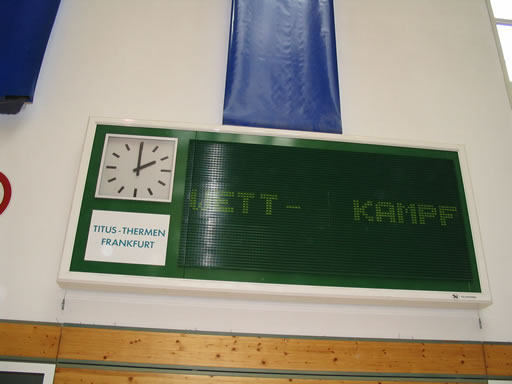 TITUS-THERMEN
FRANKFURT
WETT- KAMPF